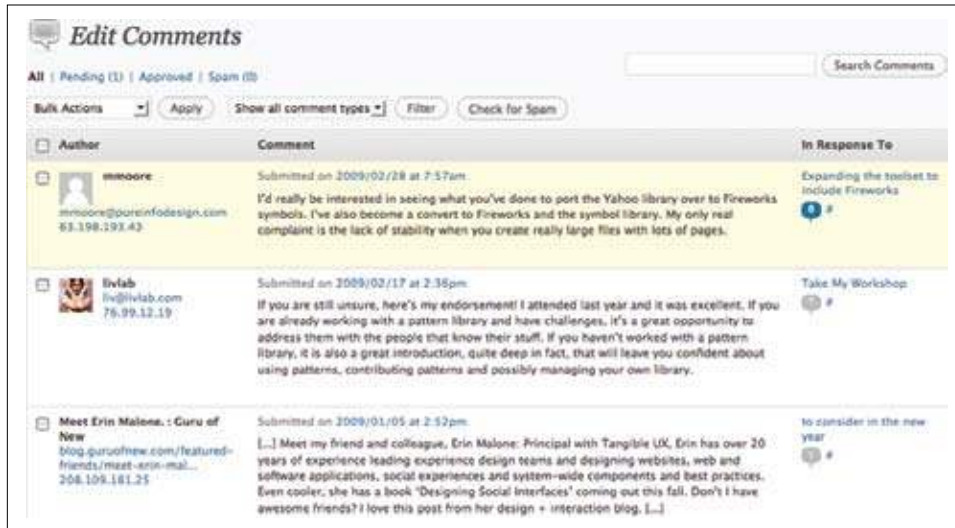 Edit Comments
Search Comments
All | Pending (1) | Approved | Spam (0)
Bulk Actions Apply Show all comment types Filter Check for Spam
Author Comment In Response To
mmoore
mmoore@pureinfodesign.com
63.198.193.43
Submitted on 2009/02/28 at 7:57am
I'd really be interested in seeing what you've done to port the Yahoo library over to Fireworks
symbols. I've also become a convert to Fireworks and the symbol library. My only real
complaint is the lack of stability when you create really large files with lots of pages.
Expanding the toolset to
include Fireworks
#
livlab
liv@livlab.com
76.99.12.19
Submitted on 2009/02/17 at 2:36pm
If you are still unsure, here's my endorsement! I attended last year and it was excellent. If you
are already working with a pattern library and have challenges, it's a great opportunity to
address them with the people that know their stuff. If you haven't worked with a pattern
library, it is also a great introduction, quite deep in fact, that will leave you confident about
using patterns, contributing patterns and possibly managing your own library.
Take My Workshop
#
Meet Erin Malone. : Guru of
New
blog.guruofnew.com/featured-
friends/meet-erin-mal...
208.109.181.25
Submitted on 2009/01/05 at 2:52pm
[...] Meet my friend and colleague, Erin Malone: Principal with Tangible UX, Erin has over 20
years of experience leading experience design teams and designing websites, web and
software applications, social experiences and system-wide components and best practices.
Even cooler, she has a book "Designing Social Interfaces" coming out this fall. Don't I have
awesome friends? I love this post from her design + interaction blog. [...]
to consider in the new
year
#